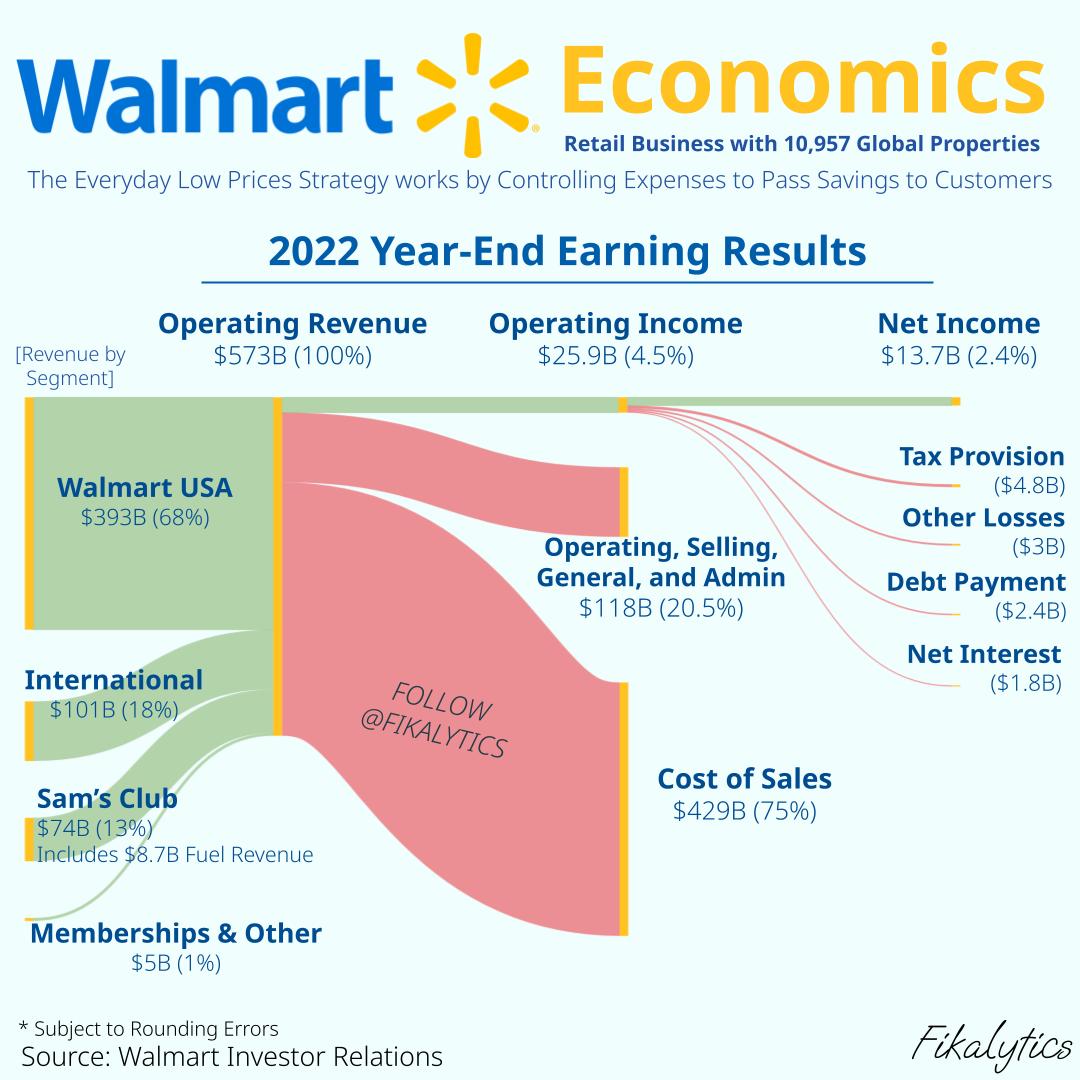 Walmart
Economics
Retail Business with 10,957 Global Properties
The Everyday Low Prices Strategy works by Controlling Expenses to Pass Savings to Customers
2022 Year-End Earning Results
Operating Revenue
$573B (100%)
Operating Income
$25.9B (4.5%)
Net Income
$13.7B (2.4%)
[Revenue by
Segment]
Walmart USA
$393B (68%)
International
$101B (18%)
Sam's Club
$74B (13%)
Includes $8.7B Fuel Revenue
Memberships & Other
$5B (1%)
FOLLOW
@FIKALYTICS
Operating, Selling,
General, and Admin
$118B (20.5%)
Cost of Sales
$429B (75%)
Tax Provision
($4.8B)
Other Losses
($3B)
Debt Payment
($2.4B)
Net Interest
($1.8B)
* Subject to Rounding Errors
Source: Walmart Investor Relations
Fikalytics